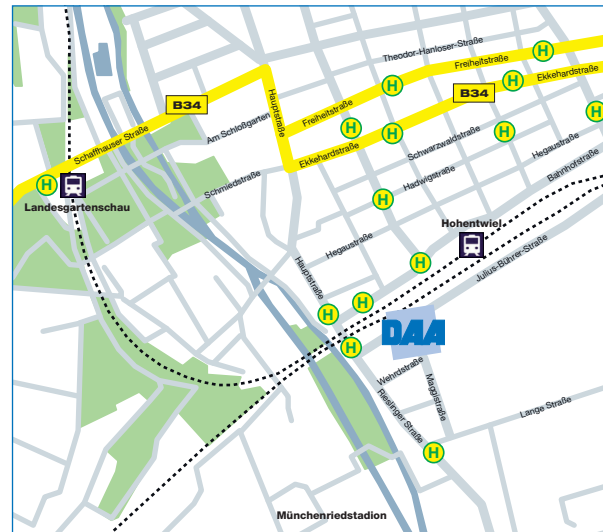 Theodor-Hanloser-Straße
Freiheitstraße
H
Ekkehardstraße
H
H
B34
B34
Hauptstraße
Freiheitstraße
H
H
H
H
Am Schloßgarten
Schaffhauser Straße
Ekkehardstraße
Schwarzwaldstraße
Hegaustraße
Bahnhofstraße
H
Landesgartenschau
Schmiedstraße
Hadwigstraße
H
Hohentwiel
Hegaustraße
Hauptstraße
H
Julius-Bührer-Straße
H
H
DAA
H
Wehrdstraße
Maggistraße
Rieslinger Straße
Lange Straße
H
Münchenriedstadion